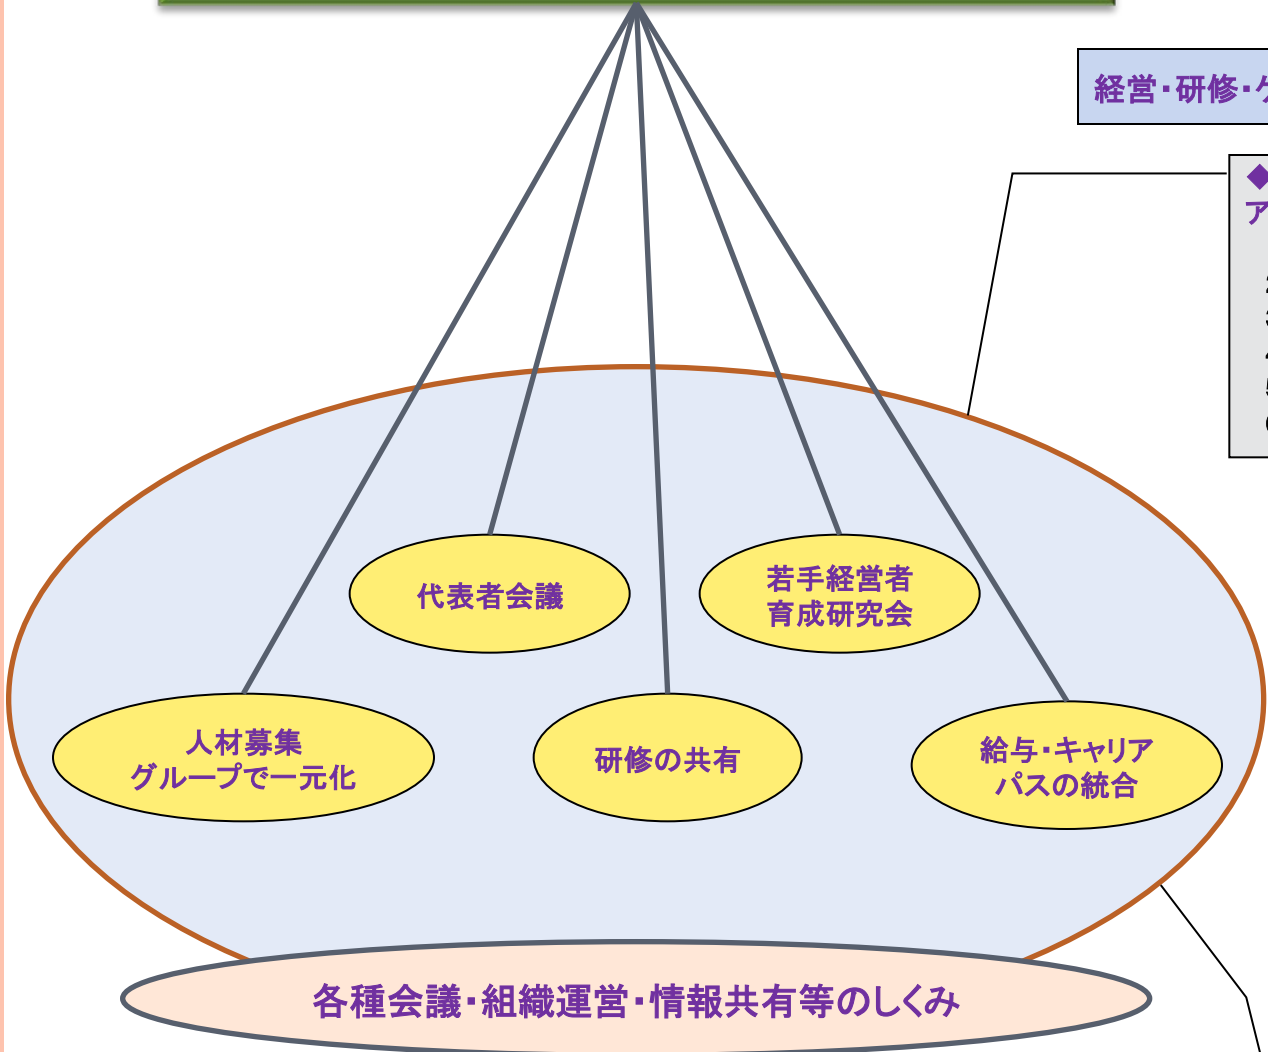 経営・研修・ケ
◆
ア
代表者会議
若手経営者
育成研究会
人材募集
グループで一元化
研修の共有
給与・キャリア
パスの統合
各種会議・組織運営・情報共有等のしくみ